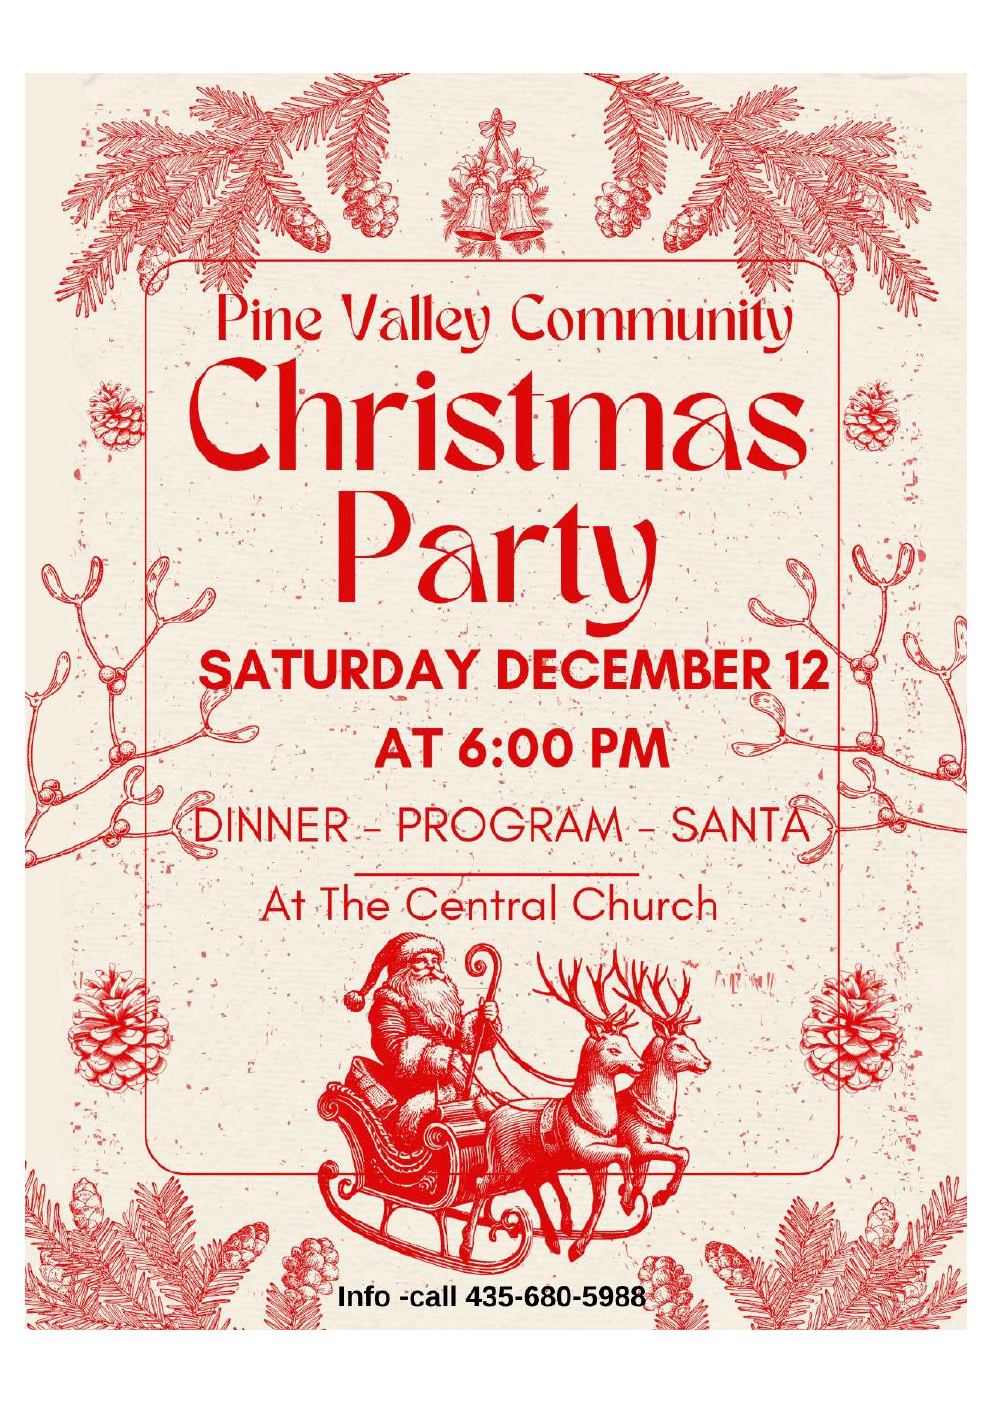 Pine Valley Community
Christmas
Party
SATURDAY DECEMBER 12
AT 6:00 PM
DINNER - PROGRAM - SANTA
At The Central Church
Info -call 435-680-5988